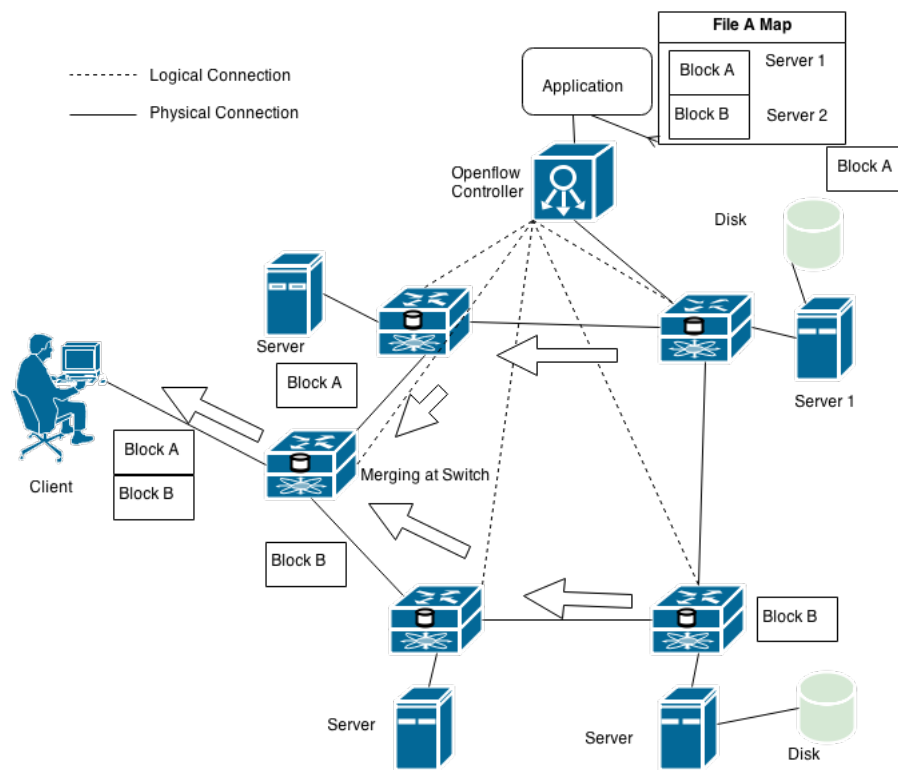 File A Map
Logical Connection
Physical Connection
Application
Block A
Server 1
Block B
Server 2
Openflow
Controller
Block A
Disk
Server
Block A
Server 1
Block A
Block B
Client
Merging at Switch
Block B
Block B
Server
Server
Disk